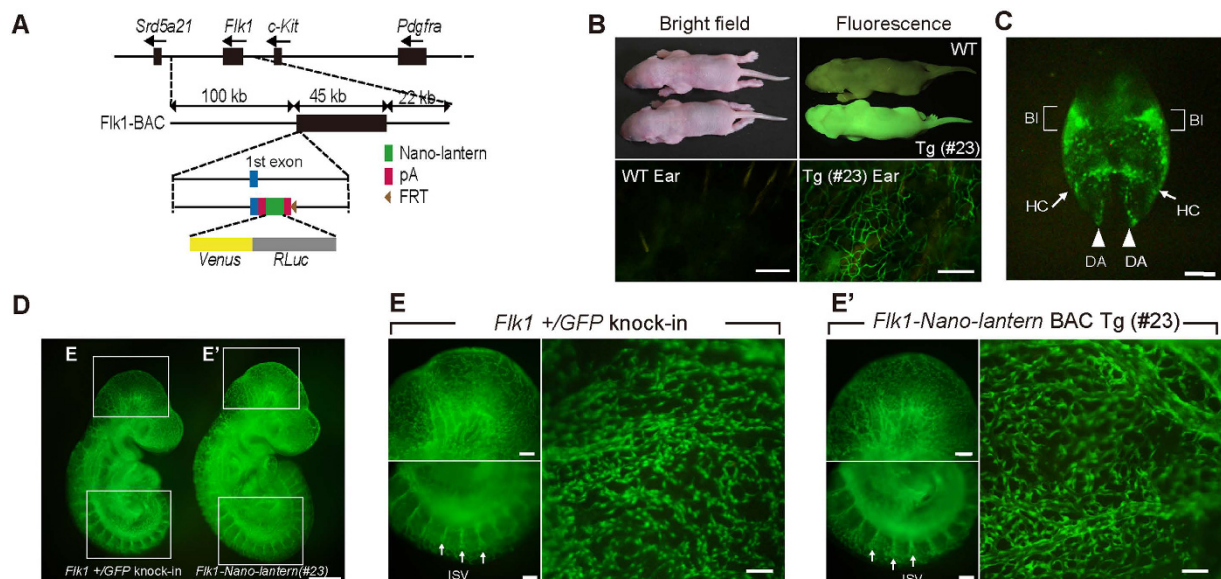 A
Srd5a21 Flk1 c-Kit Pdgfra
100 kb 45 kb 22 kb
Flk1-BAC
1st exon
Nano-lantern
pA
FRT
Venus RLuc
B
Bright field Fluorescence
WT
Tg (#23)
WT Ear Tg (#23) Ear
C
BI BI
HC HC
DA DA
D
E E'
Flk1 +/GFP knock-in Flk1-Nano-lantern(#23)
E
Flk1 +/GFP knock-in
ISV
E'
Flk1-Nano-lantern BAC Tg (#23)
ISV